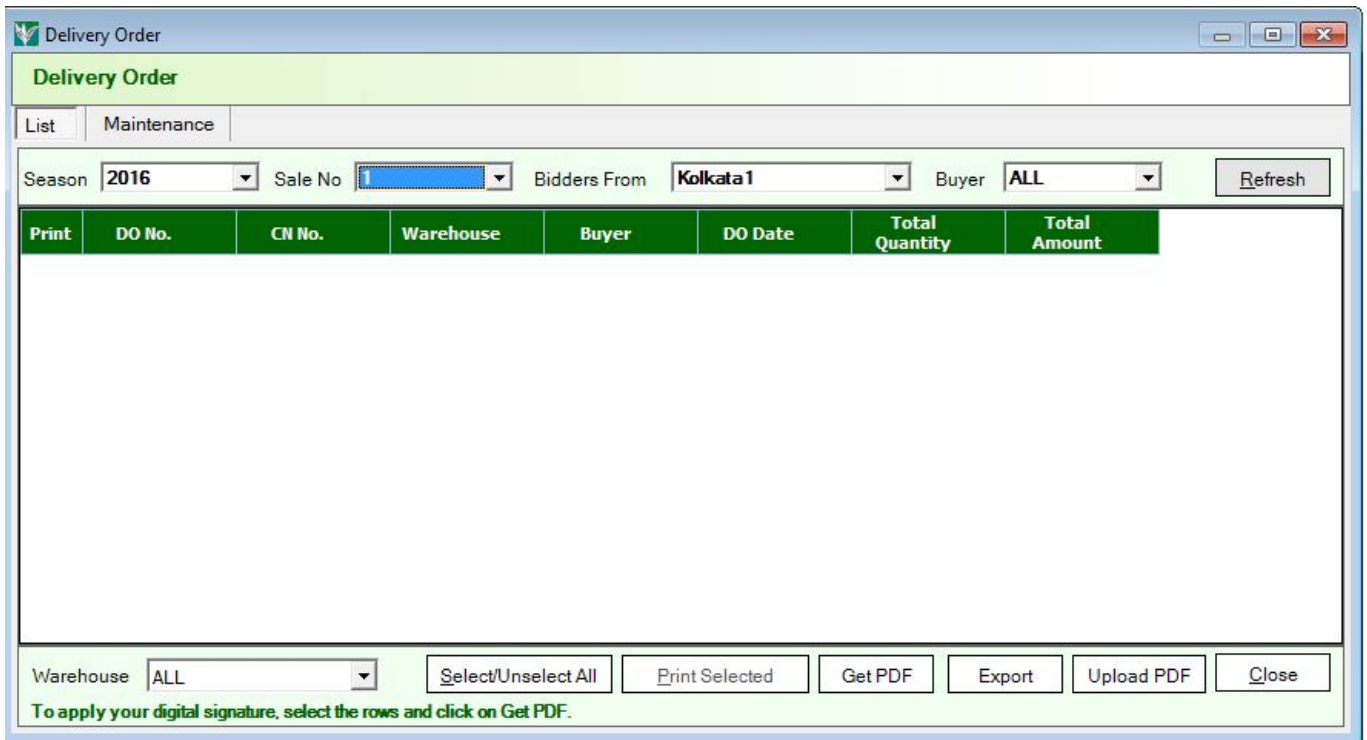 Delivery Order
Delivery Order
List Maintenance
Season 2016 Sale No 1 Bidders From Kolkata1 Buyer ALL Refresh
Print DO No. CN No. Warehouse Buyer DO Date Total Quantity Total Amount
Warehouse ALL Select/Unselect All Print Selected Get PDF Export Upload PDF Close
To apply your digital signature, select the rows and click on Get PDF.